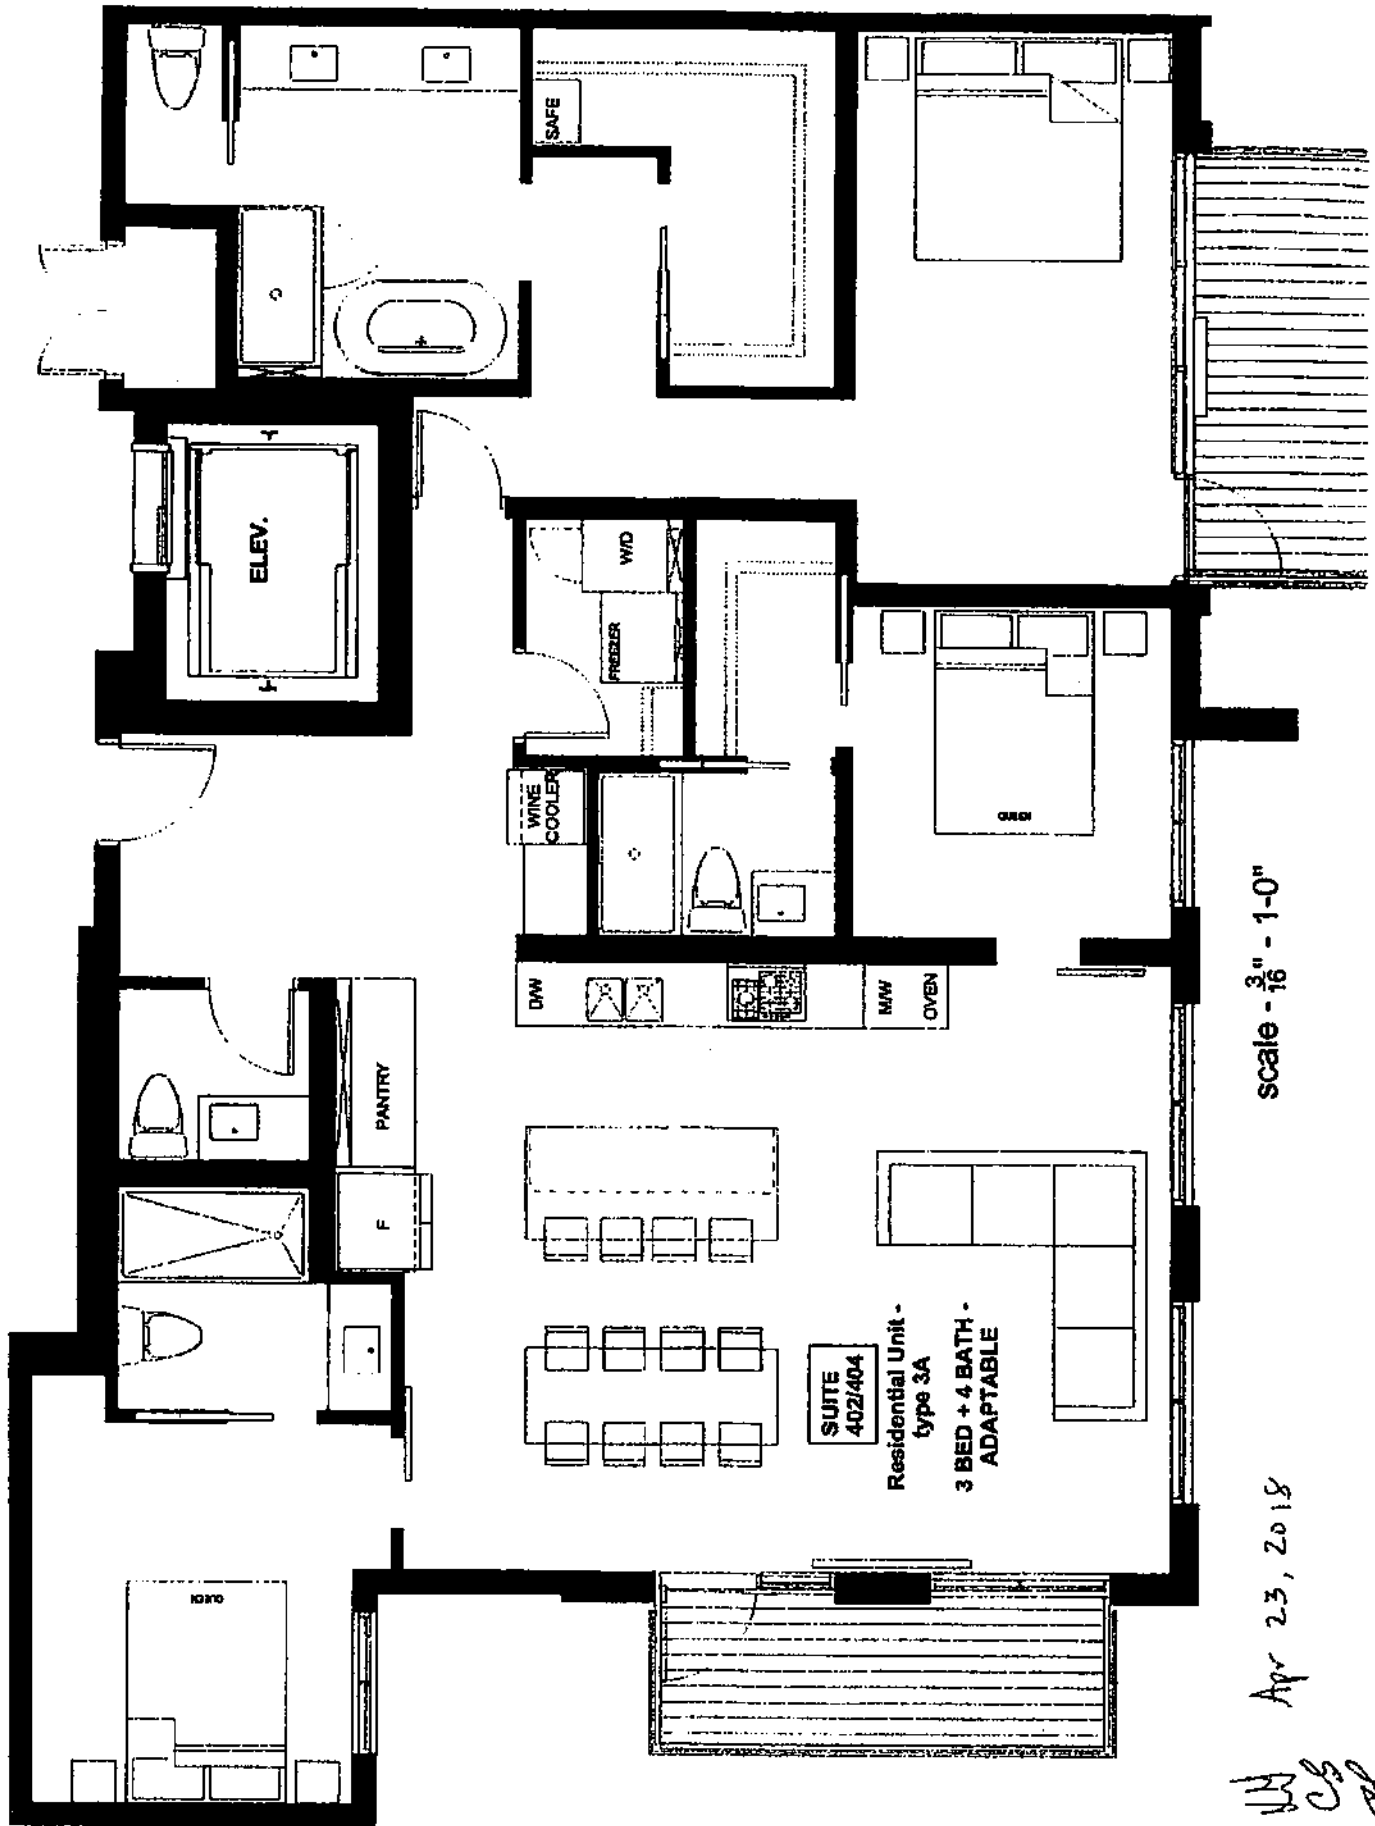 SAFE
ELEV.
W/D
FREEZER
WINE
COOLER
D/W
M/W
OVEN
PANTRY
F
SUITE
402/404
Residential Unit -
type 3A
3 BED + 4 BATH -
ADAPTABLE
scale - 3/16" - 1-0"
Apr 23, 2018